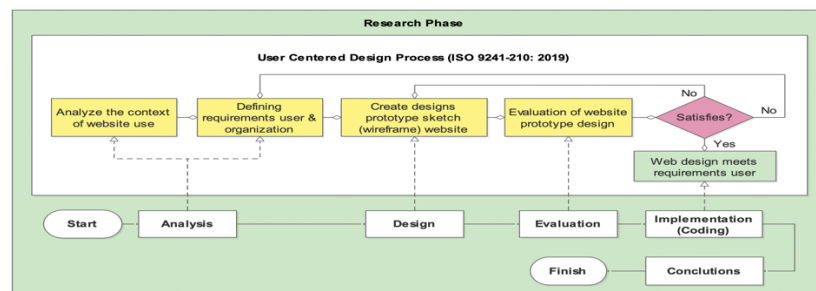 Research Phase
User Centered Design Process (ISO 9241-210: 2019)
No
Analyze the context
of website use
Defining
requirements user &
organization
Create designs
prototype sketch
(wireframe) website
Evaluation of website
prototype design
Satisfies?
No
Yes
Web design meets
requirements user
Start
Analysis
Design
Evaluation
Implementation
(Coding)
Finish
Conclutions